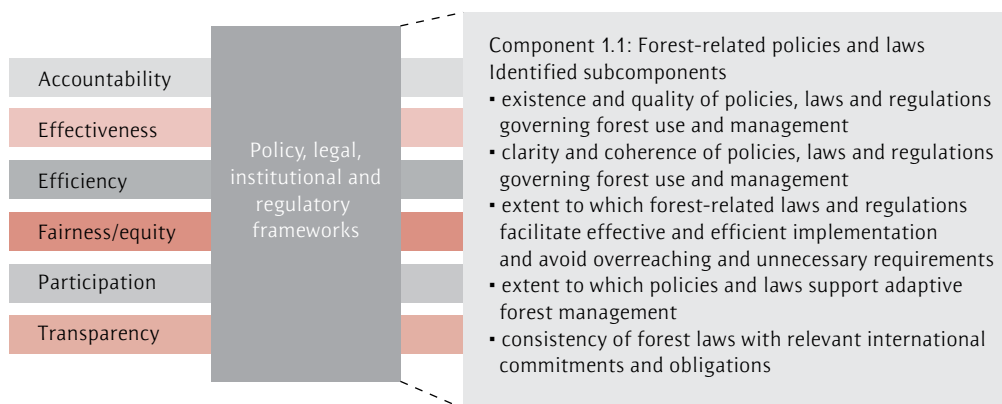 Accountability
Effectiveness
Efficiency
Fairness/equity
Participation
Transparency
Policy, legal,
institutional and
regulatory
frameworks
Component 1.1: Forest-related policies and laws
Identified subcomponents
▪ existence and quality of policies, laws and regulations
governing forest use and management
▪ clarity and coherence of policies, laws and regulations
governing forest use and management
▪ extent to which forest-related laws and regulations
facilitate effective and efficient implementation
and avoid overreaching and unnecessary requirements
▪ extent to which policies and laws support adaptive
forest management
▪ consistency of forest laws with relevant international
commitments and obligations